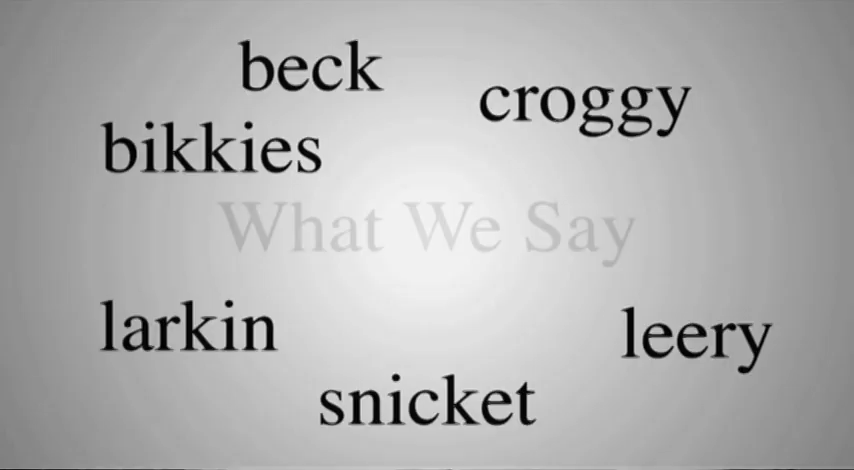 beck
croggy
bikkies
What We Say
larkin
leery
snicket